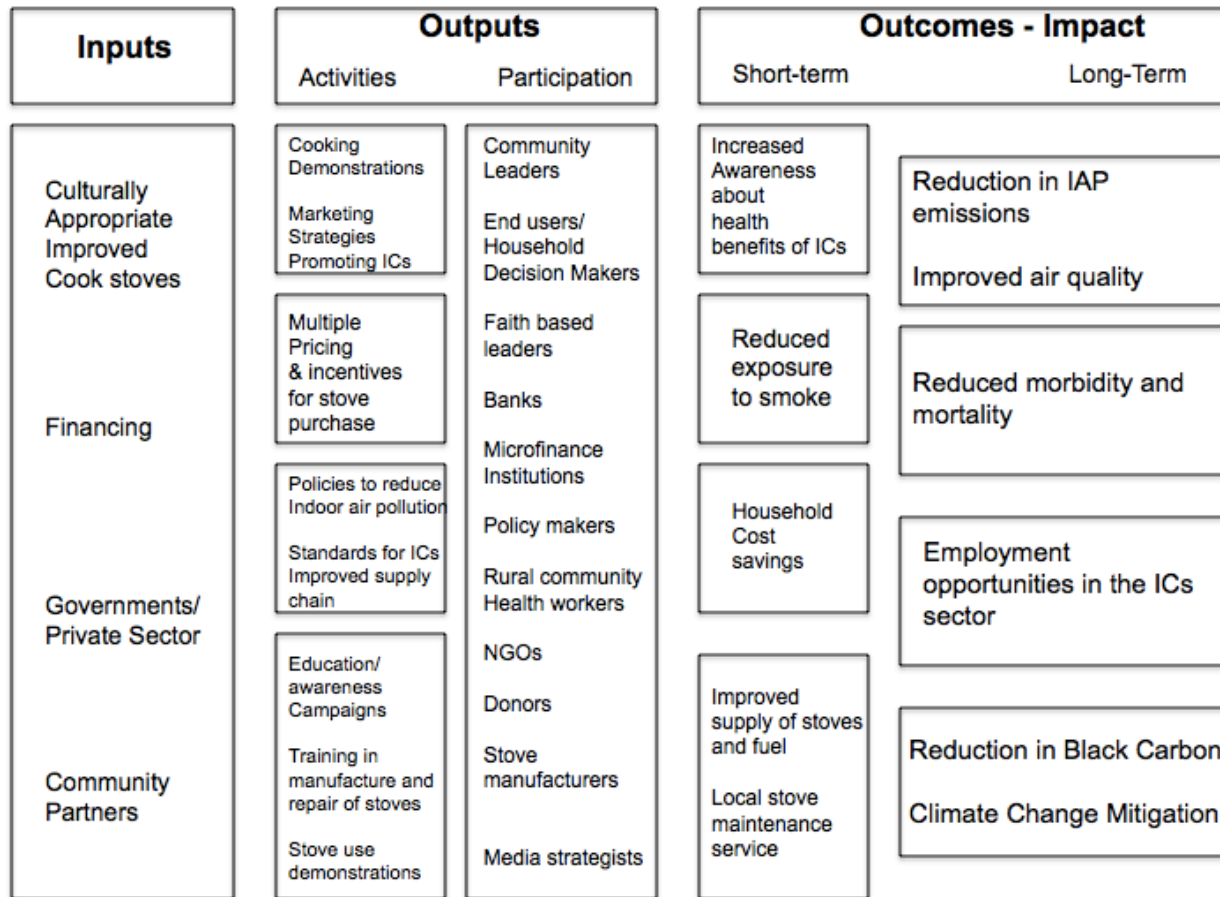 Inputs
Outputs
Activities
Participation
Outcomes - Impact
Short-term
Long-Term
Culturally
Appropriate
Improved
Cook stoves
Financing
Governments/
Private Sector
Community
Partners
Cooking
Demonstrations
Marketing
Strategies
Promoting ICs
Multiple
Pricing
& incentives
for stove
purchase
Policies to reduce
Indoor air pollution
Standards for ICs
Improved supply
chain
Education/
awareness
Campaigns
Training in
manufacture and
repair of stoves
Stove use
demonstrations
Community
Leaders
End users/
Household
Decision Makers
Faith based
leaders
Banks
Microfinance
Institutions
Policy makers
Rural community
Health workers
NGOs
Donors
Stove
manufacturers
Media strategists
Increased
Awareness
about
health
benefits of ICs
Reduced
exposure
to smoke
Household
Cost
savings
Improved
supply of stoves
and fuel
Local stove
maintenance
service
Reduction in IAP
emissions
Improved air quality
Reduced morbidity and
mortality
Employment
opportunities in the ICs
sector
Reduction in Black Carbon
Climate Change Mitigation